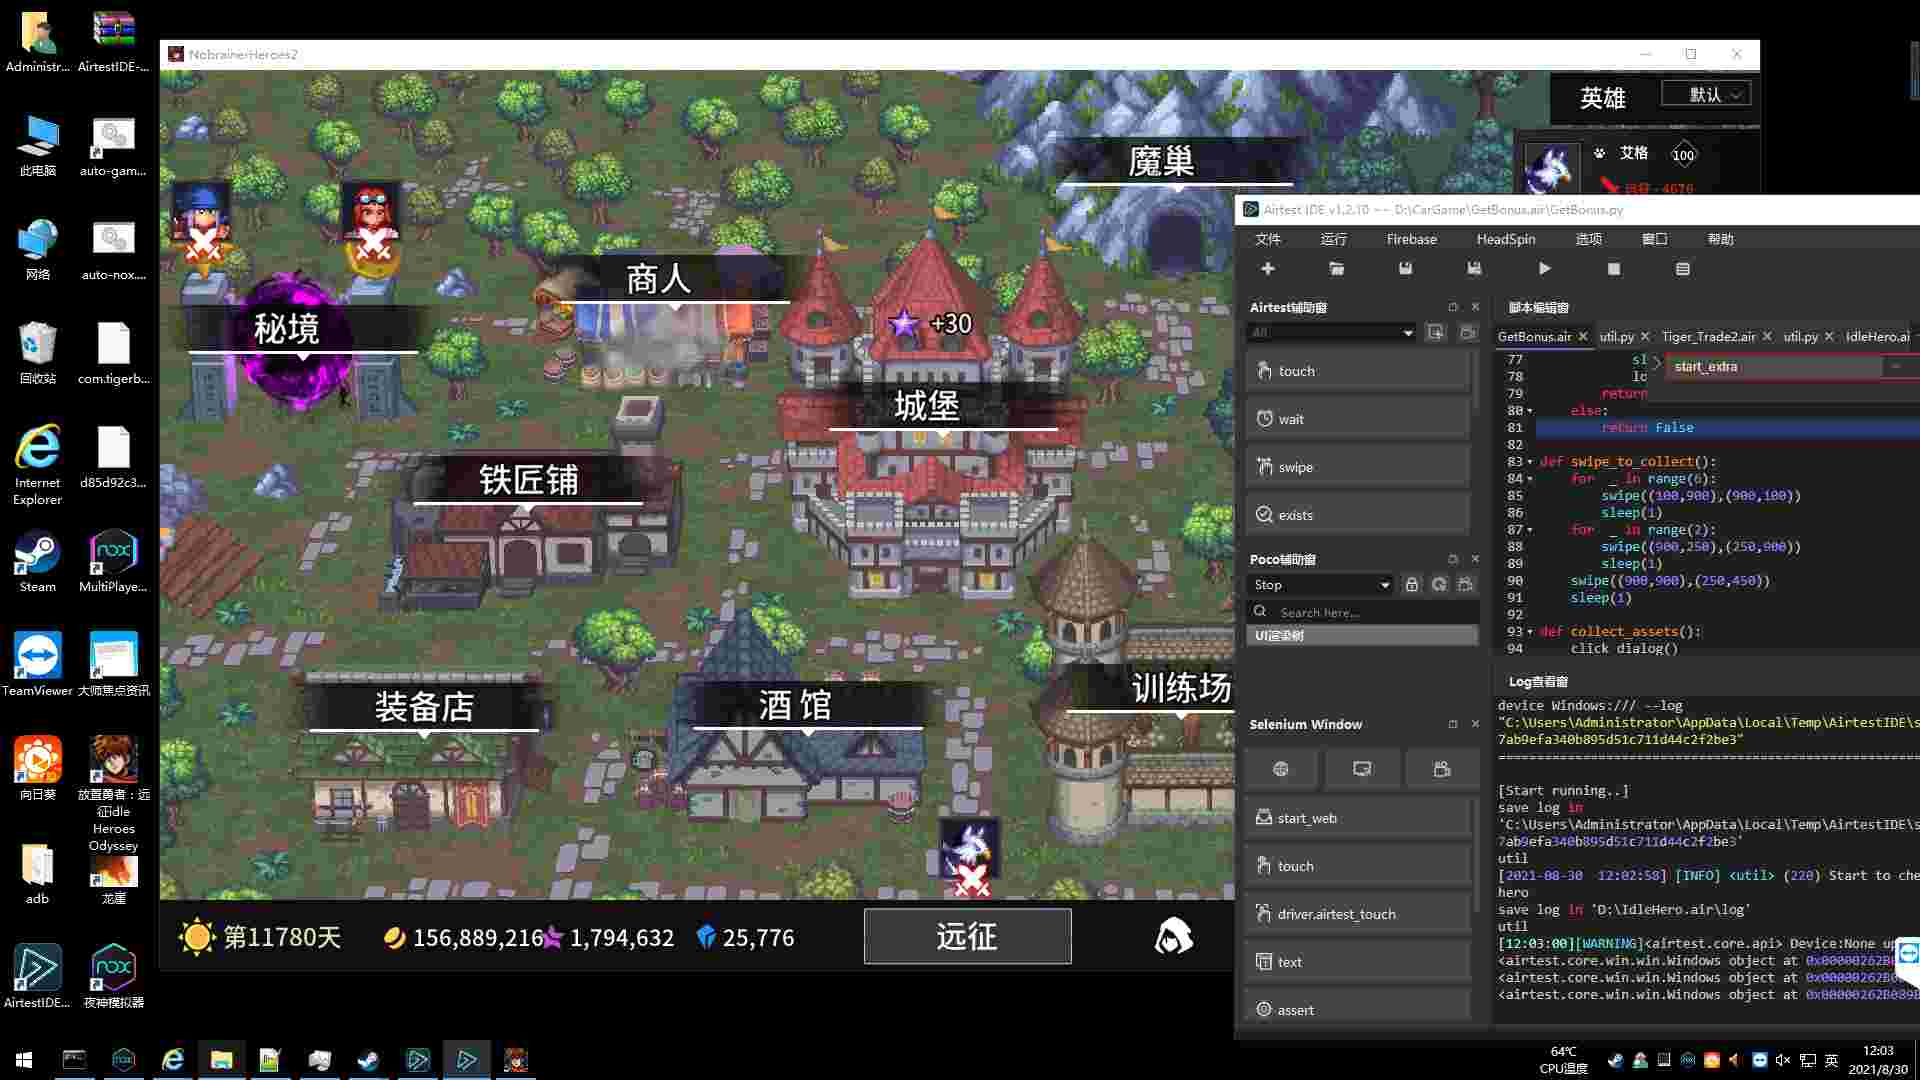 Administr...
AirtestIDE-...
此电脑
auto-gam...
网络
auto-nox....
回收站
com.tigerb...
Internet
Explorer
d85d92c3...
Steam
MultiPlaye...
TeamViewer
大师焦点资讯
向日葵
放置勇者：远
征idle
Heroes
Odyssey
adb
龙崖
AirtestIDE...
夜神模拟器
NobrainerHeroes2
英雄
默认
艾格
100
魔巢
商人
秘境
+30
城堡
铁匠铺
装备店
酒馆
训练场
第11780天
156,889,216
1,794,632
25,776
远征
Airtest IDE v1.2.10 ~~ D:\CarGame\GetBonus.air\GetBonus.py
文件 运行 Firebase HeadSpin 选项 窗口 帮助
Airtest辅助窗
All
touch
wait
swipe
exists
Poco辅助窗
Stop
Search here...
UI渲染树
Selenium Window
start_web
touch
driver.airtest_touch
text
assert
脚本编辑窗
GetBonus.air util.py Tiger_Trade2.air util.py IdleHero.ai
start_extra
77 sl
78 lo
79 return
80 else:
81 return False
82
83 def swipe_to_collect():
84 for _ in range(6):
85 swipe((100,900),(900,100))
86 sleep(1)
87 for _ in range(2):
88 swipe((900,250),(250,900))
89 sleep(1)
90 swipe((900,900),(250,450))
91 sleep(1)
92
93 def collect_assets():
94 click_dialog()
Log查看窗
device Windows:/// --log
"C:\Users\Administrator\AppData\Local\Temp\AirtestIDE\s
7ab9efa340b895d51c711d44c2f2be3"
[Start running..]
save log in
'C:\Users\Administrator\AppData\Local\Temp\AirtestIDE\s
7ab9efa340b895d51c711d44c2f2be3'
util
[2021-08-30 12:02:58] [INFO] <util> (220) Start to che
hero
save log in 'D:\IdleHero.air\log'
util
[12:03:00][WARNING]<airtest.core.api> Device:None up
<airtest.core.win.win.Windows object at
<airtest.core.win.win.Windows object at
<airtest.core.win.win.Windows object at
64℃
CPU温度
英
12:03
2021/8/30